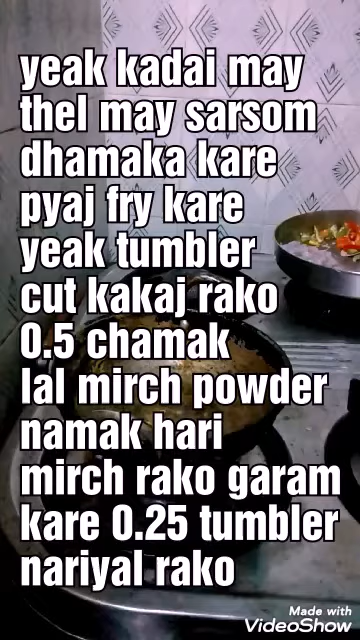 yeak kadai may
thel may sarsom
dhamaka kare
pyaj fry kare
yeak tumbler
cut kakaj rako
0.5 chamak
lal mirch powder
namak hari
mirch rako garam
kare 0.25 tumbler
nariyal rako
Made with
VideoShow